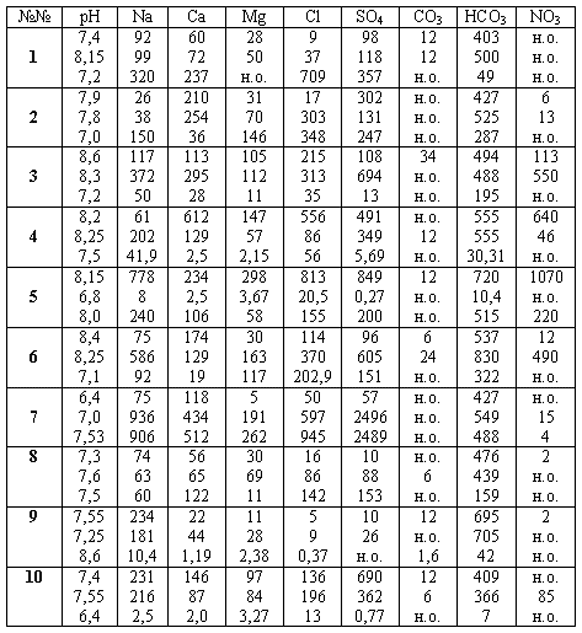 №№ pH Na Ca Mg Cl SO₄ CO₃ HCO₃ NO₃
7,4 92 60 28 9 98 12 403 н.о.
1 8,15 99 72 50 37 118 12 500 н.о.
7,2 320 237 н.о. 709 357 н.о. 49 н.о.
7,9 26 210 31 17 302 н.о. 427 6
2 7,8 38 254 70 303 131 н.о. 525 13
7,0 150 36 146 348 247 н.о. 287 н.о.
8,6 117 113 105 215 108 34 494 113
3 8,3 372 295 112 313 694 н.о. 488 550
7,2 50 28 11 35 13 н.о. 195 н.о.
8,2 61 612 147 556 491 н.о. 555 640
4 8,25 202 129 57 86 349 12 555 46
7,5 41,9 2,5 2,15 56 5,69 н.о. 30,31 н.о.
8,15 778 234 298 813 849 12 720 1070
5 6,8 8 2,5 3,67 20,5 0,27 н.о. 10,4 н.о.
8,0 240 106 58 155 200 н.о. 515 220
8,4 75 174 30 114 96 6 537 12
6 8,25 586 129 163 370 605 24 830 490
7,1 92 19 117 202,9 151 н.о. 322 н.о.
6,4 75 118 5 50 57 н.о. 427 н.о.
7 7,0 936 434 191 597 2496 н.о. 549 15
7,53 906 512 262 945 2489 н.о. 488 4
8 7,3 74 56 30 16 10 н.о. 476 2
7,6 63 65 69 86 88 6 439 н.о.
7,5 60 122 11 142 153 н.о. 159 н.о.
9 7,55 234 22 11 5 10 12 695 2
7,25 181 44 28 9 26 н.о. 705 н.о.
8,6 10,4 1,19 2,38 0,37 н.о. 1,6 42 н.о.
10 7,4 231 146 97 136 690 12 409 н.о.
7,55 216 87 84 196 362 6 366 85
6,4 2,5 2,0 3,27 13 0,77 н.о. 7 н.о.